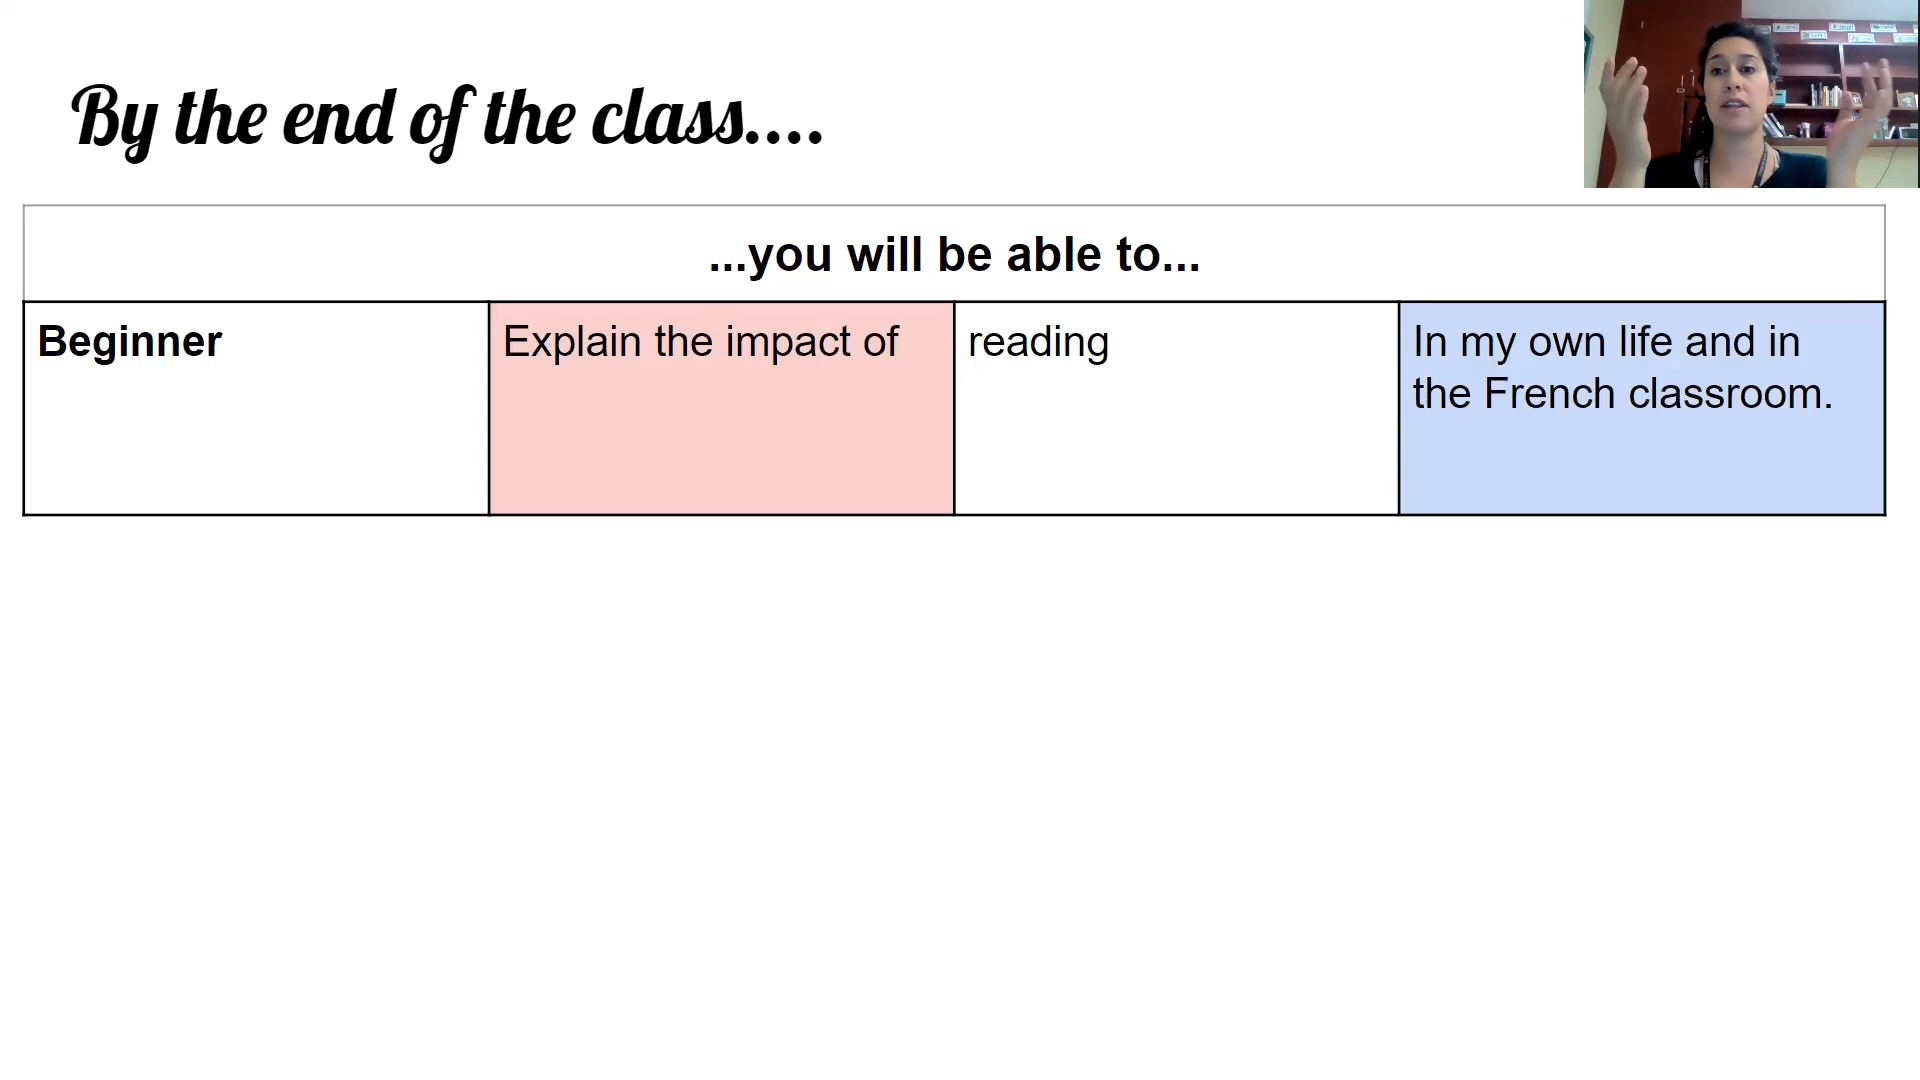 By the end of the class....
...you will be able to...
Beginner
Explain the impact of
reading
In my own life and in
the French classroom.